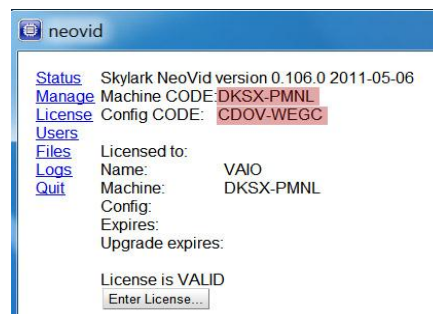 neovid
Status
Manage
License
Users
Files
Logs
Quit
Skylark NeoVid version 0.106.0 2011-05-06
Machine CODE:DKSX-PMNL
Config CODE: CDOV-WEGC
Licensed to:
Name: VAIO
Machine: DKSX-PMNL
Config:
Expires:
Upgrade expires:
License is VALID
Enter License...